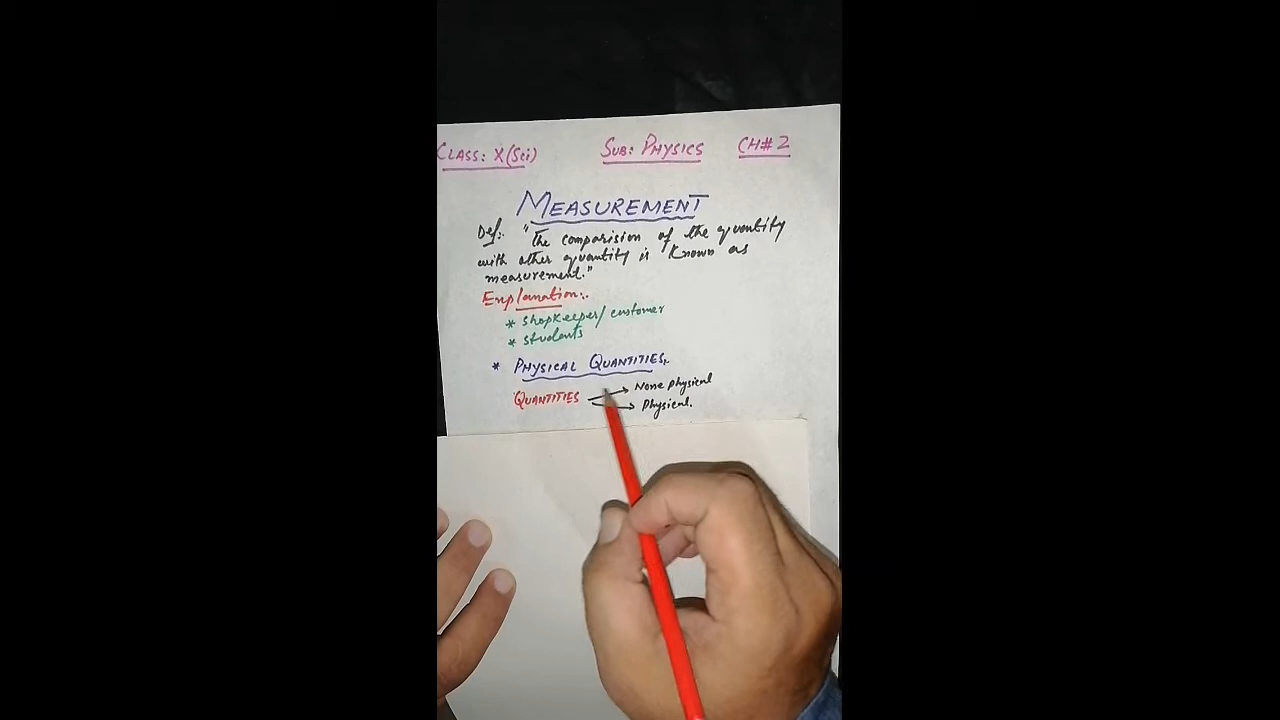 CLASS: X(Sci) SUB: PHYSICS CH# 2
MEASUREMENT
Def:. "The comparision of the quantity
with other quantity is known as
measurement."
Explanation:.
* shopkeeper/ customer
* students
* PHYSICAL QUANTITIES.
QUANTITIES → None physical
→ Physical.